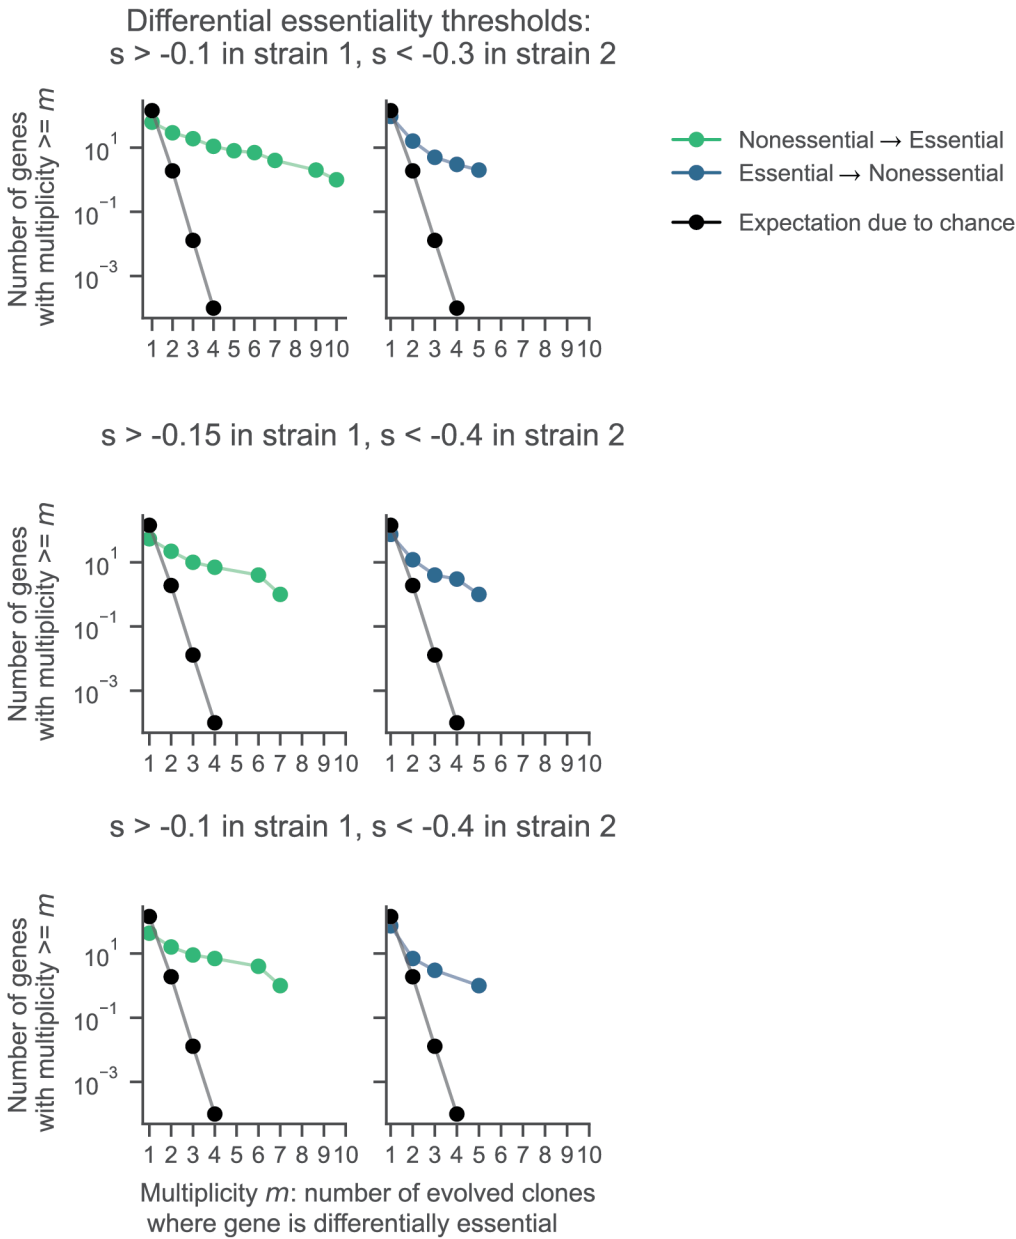 Differential essentiality thresholds:
s > -0.1 in strain 1, s < -0.3 in strain 2
Number of genes
with multiplicity >= m
10^1
10^−1
10^−3
1 2 3 4 5 6 7 8 9 10
1 2 3 4 5 6 7 8 9 10
Nonessential → Essential
Essential → Nonessential
Expectation due to chance
s > -0.15 in strain 1, s < -0.4 in strain 2
Number of genes
with multiplicity >= m
10^1
10^−1
10^−3
1 2 3 4 5 6 7 8 9 10
1 2 3 4 5 6 7 8 9 10
s > -0.1 in strain 1, s < -0.4 in strain 2
Number of genes
with multiplicity >= m
10^1
10^−1
10^−3
1 2 3 4 5 6 7 8 9 10
1 2 3 4 5 6 7 8 9 10
Multiplicity m: number of evolved clones
where gene is differentially essential